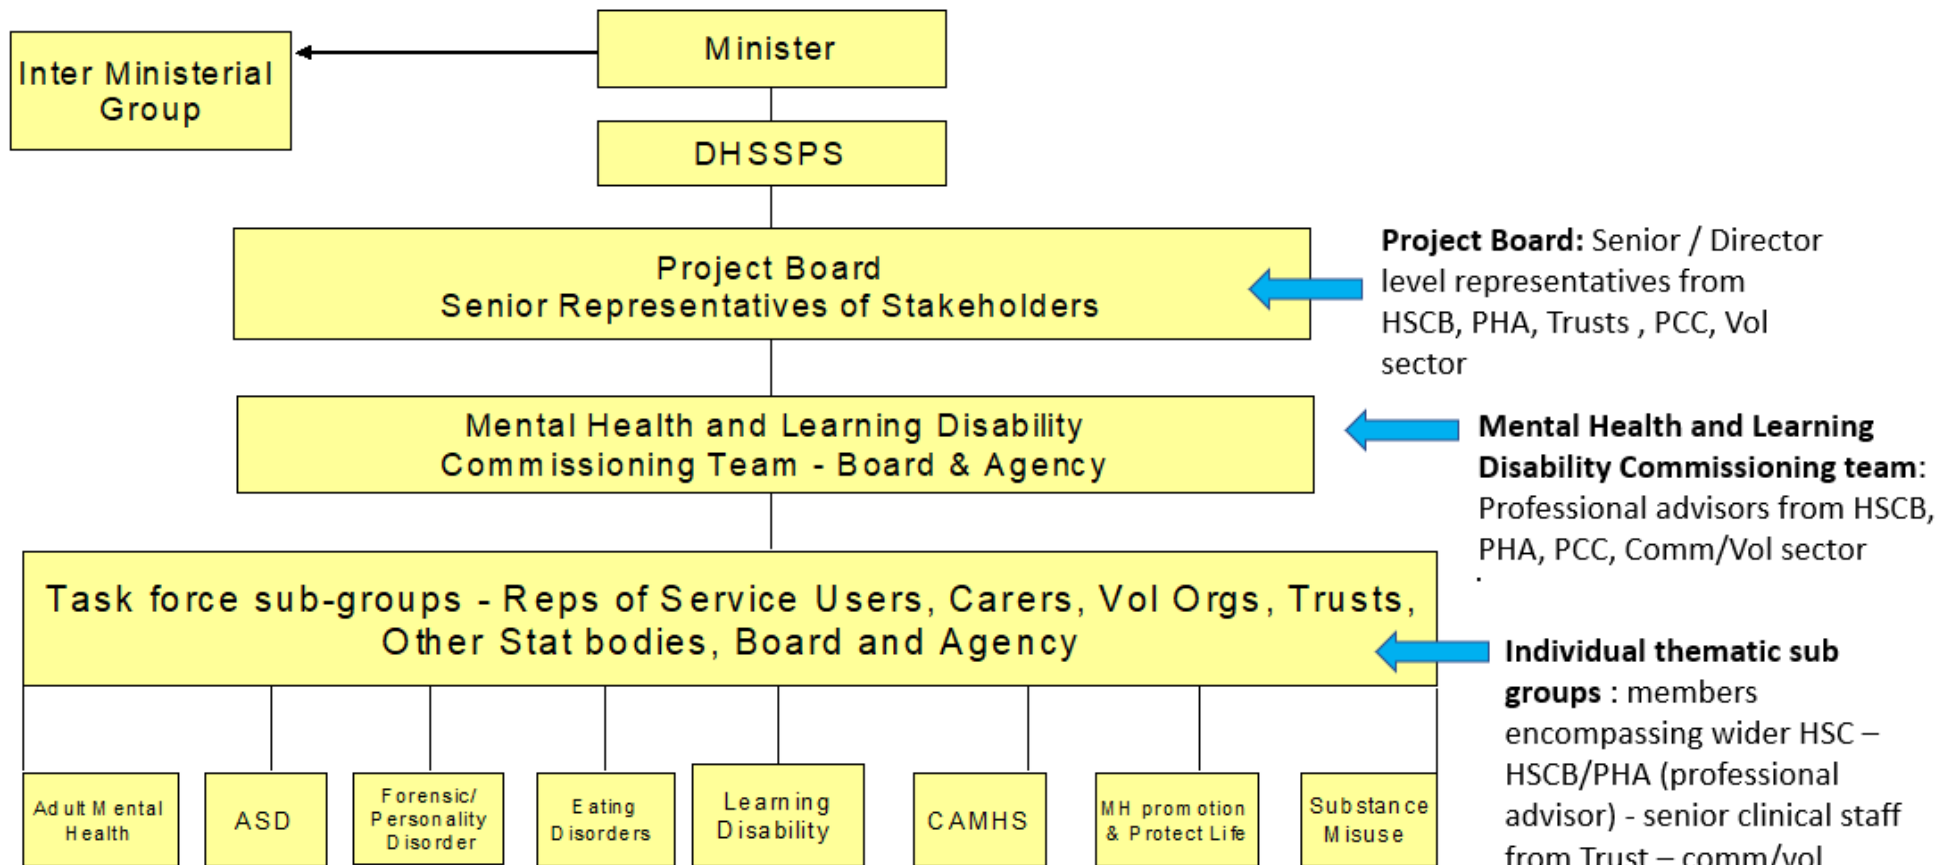 Minister
Inter Ministerial
Group
DHSSPS
Project Board
Senior Representatives of Stakeholders
Project Board: Senior / Director
level representatives from
HSCB, PHA, Trusts , PCC, Vol
sector
Mental Health and Learning Disability
Commissioning Team - Board & Agency
Mental Health and Learning
Disability Commissioning team:
Professional advisors from HSCB,
PHA, PCC, Comm/Vol sector
.
Task force sub-groups - Reps of Service Users, Carers, Vol Orgs, Trusts,
Other Stat bodies, Board and Agency
Individual thematic sub
groups : members
encompassing wider HSC –
HSCB/PHA (professional
advisor) - senior clinical staff
from Trust – comm/vol
Adult Mental
Health
ASD
Forensic/
Personality
Disorder
Eating
Disorders
Learning
Disability
CAMHS
MH promotion
& Protect Life
Substance
Misuse